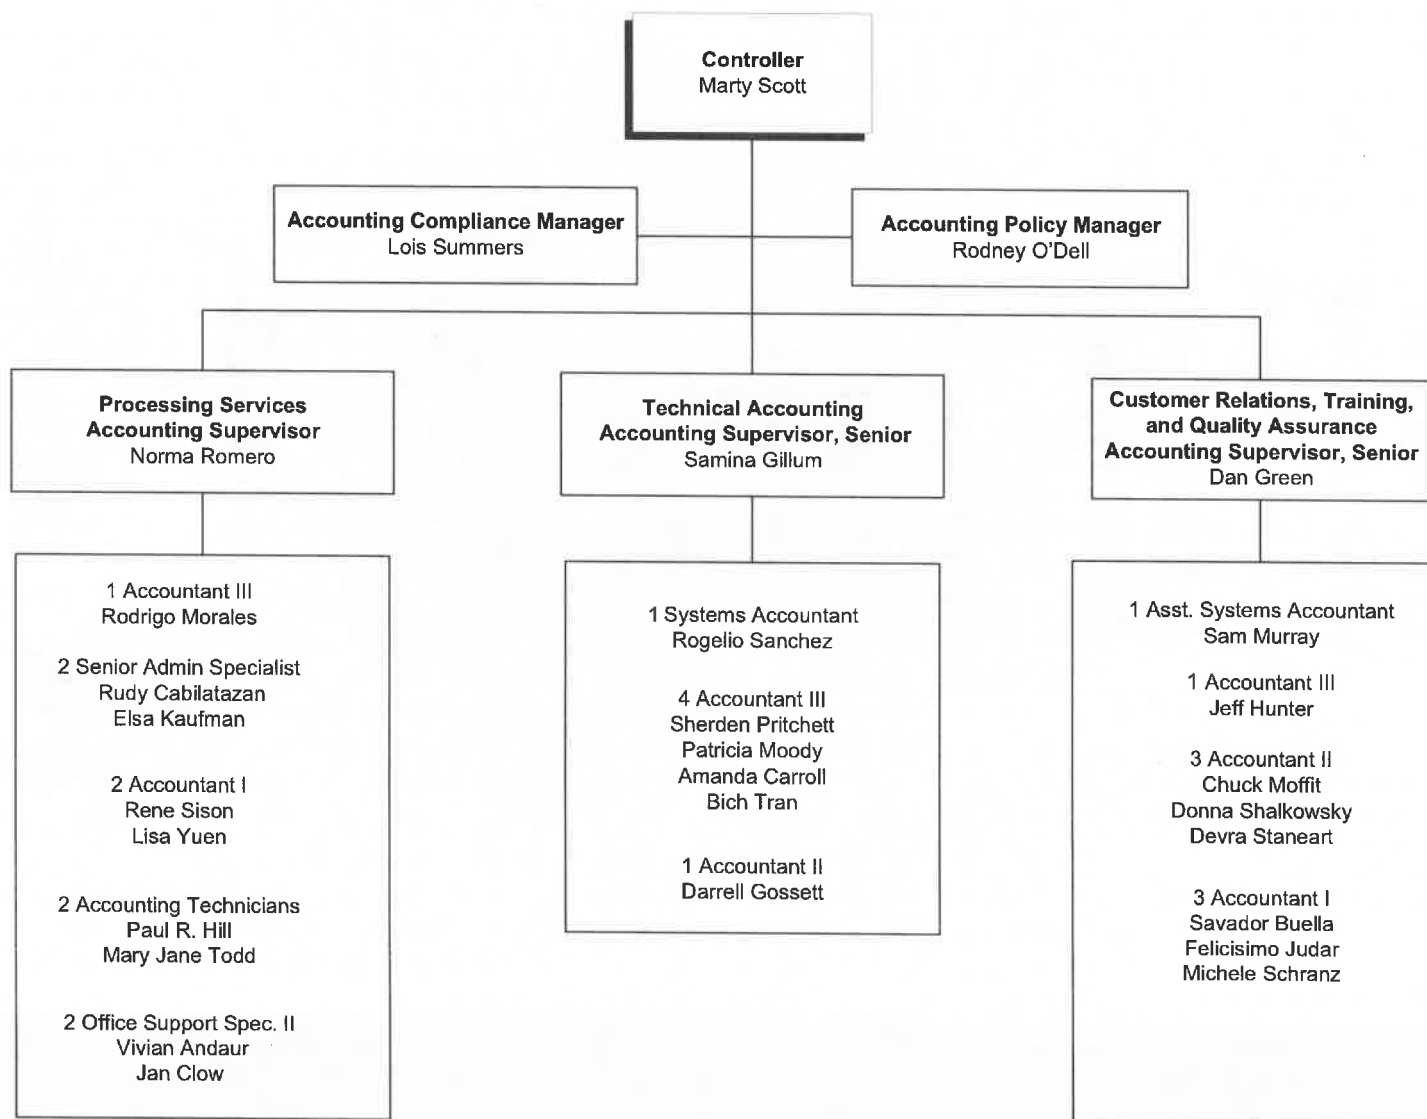 Controller
Marty Scott
Accounting Compliance Manager
Lois Summers
Accounting Policy Manager
Rodney O'Dell
Processing Services
Accounting Supervisor
Norma Romero
Technical Accounting
Accounting Supervisor, Senior
Samina Gillum
Customer Relations, Training,
and Quality Assurance
Accounting Supervisor, Senior
Dan Green
1 Accountant III
Rodrigo Morales
2 Senior Admin Specialist
Rudy Cabilatazan
Elsa Kaufman
2 Accountant I
Rene Sison
Lisa Yuen
2 Accounting Technicians
Paul R. Hill
Mary Jane Todd
2 Office Support Spec. II
Vivian Andaur
Jan Clow
1 Systems Accountant
Rogelio Sanchez
4 Accountant III
Sherden Pritchett
Patricia Moody
Amanda Carroll
Bich Tran
1 Accountant II
Darrell Gossett
1 Asst. Systems Accountant
Sam Murray
1 Accountant III
Jeff Hunter
3 Accountant II
Chuck Moffit
Donna Shalkowsky
Devra Staneart
3 Accountant I
Savador Buella
Felicisimo Judar
Michele Schranz